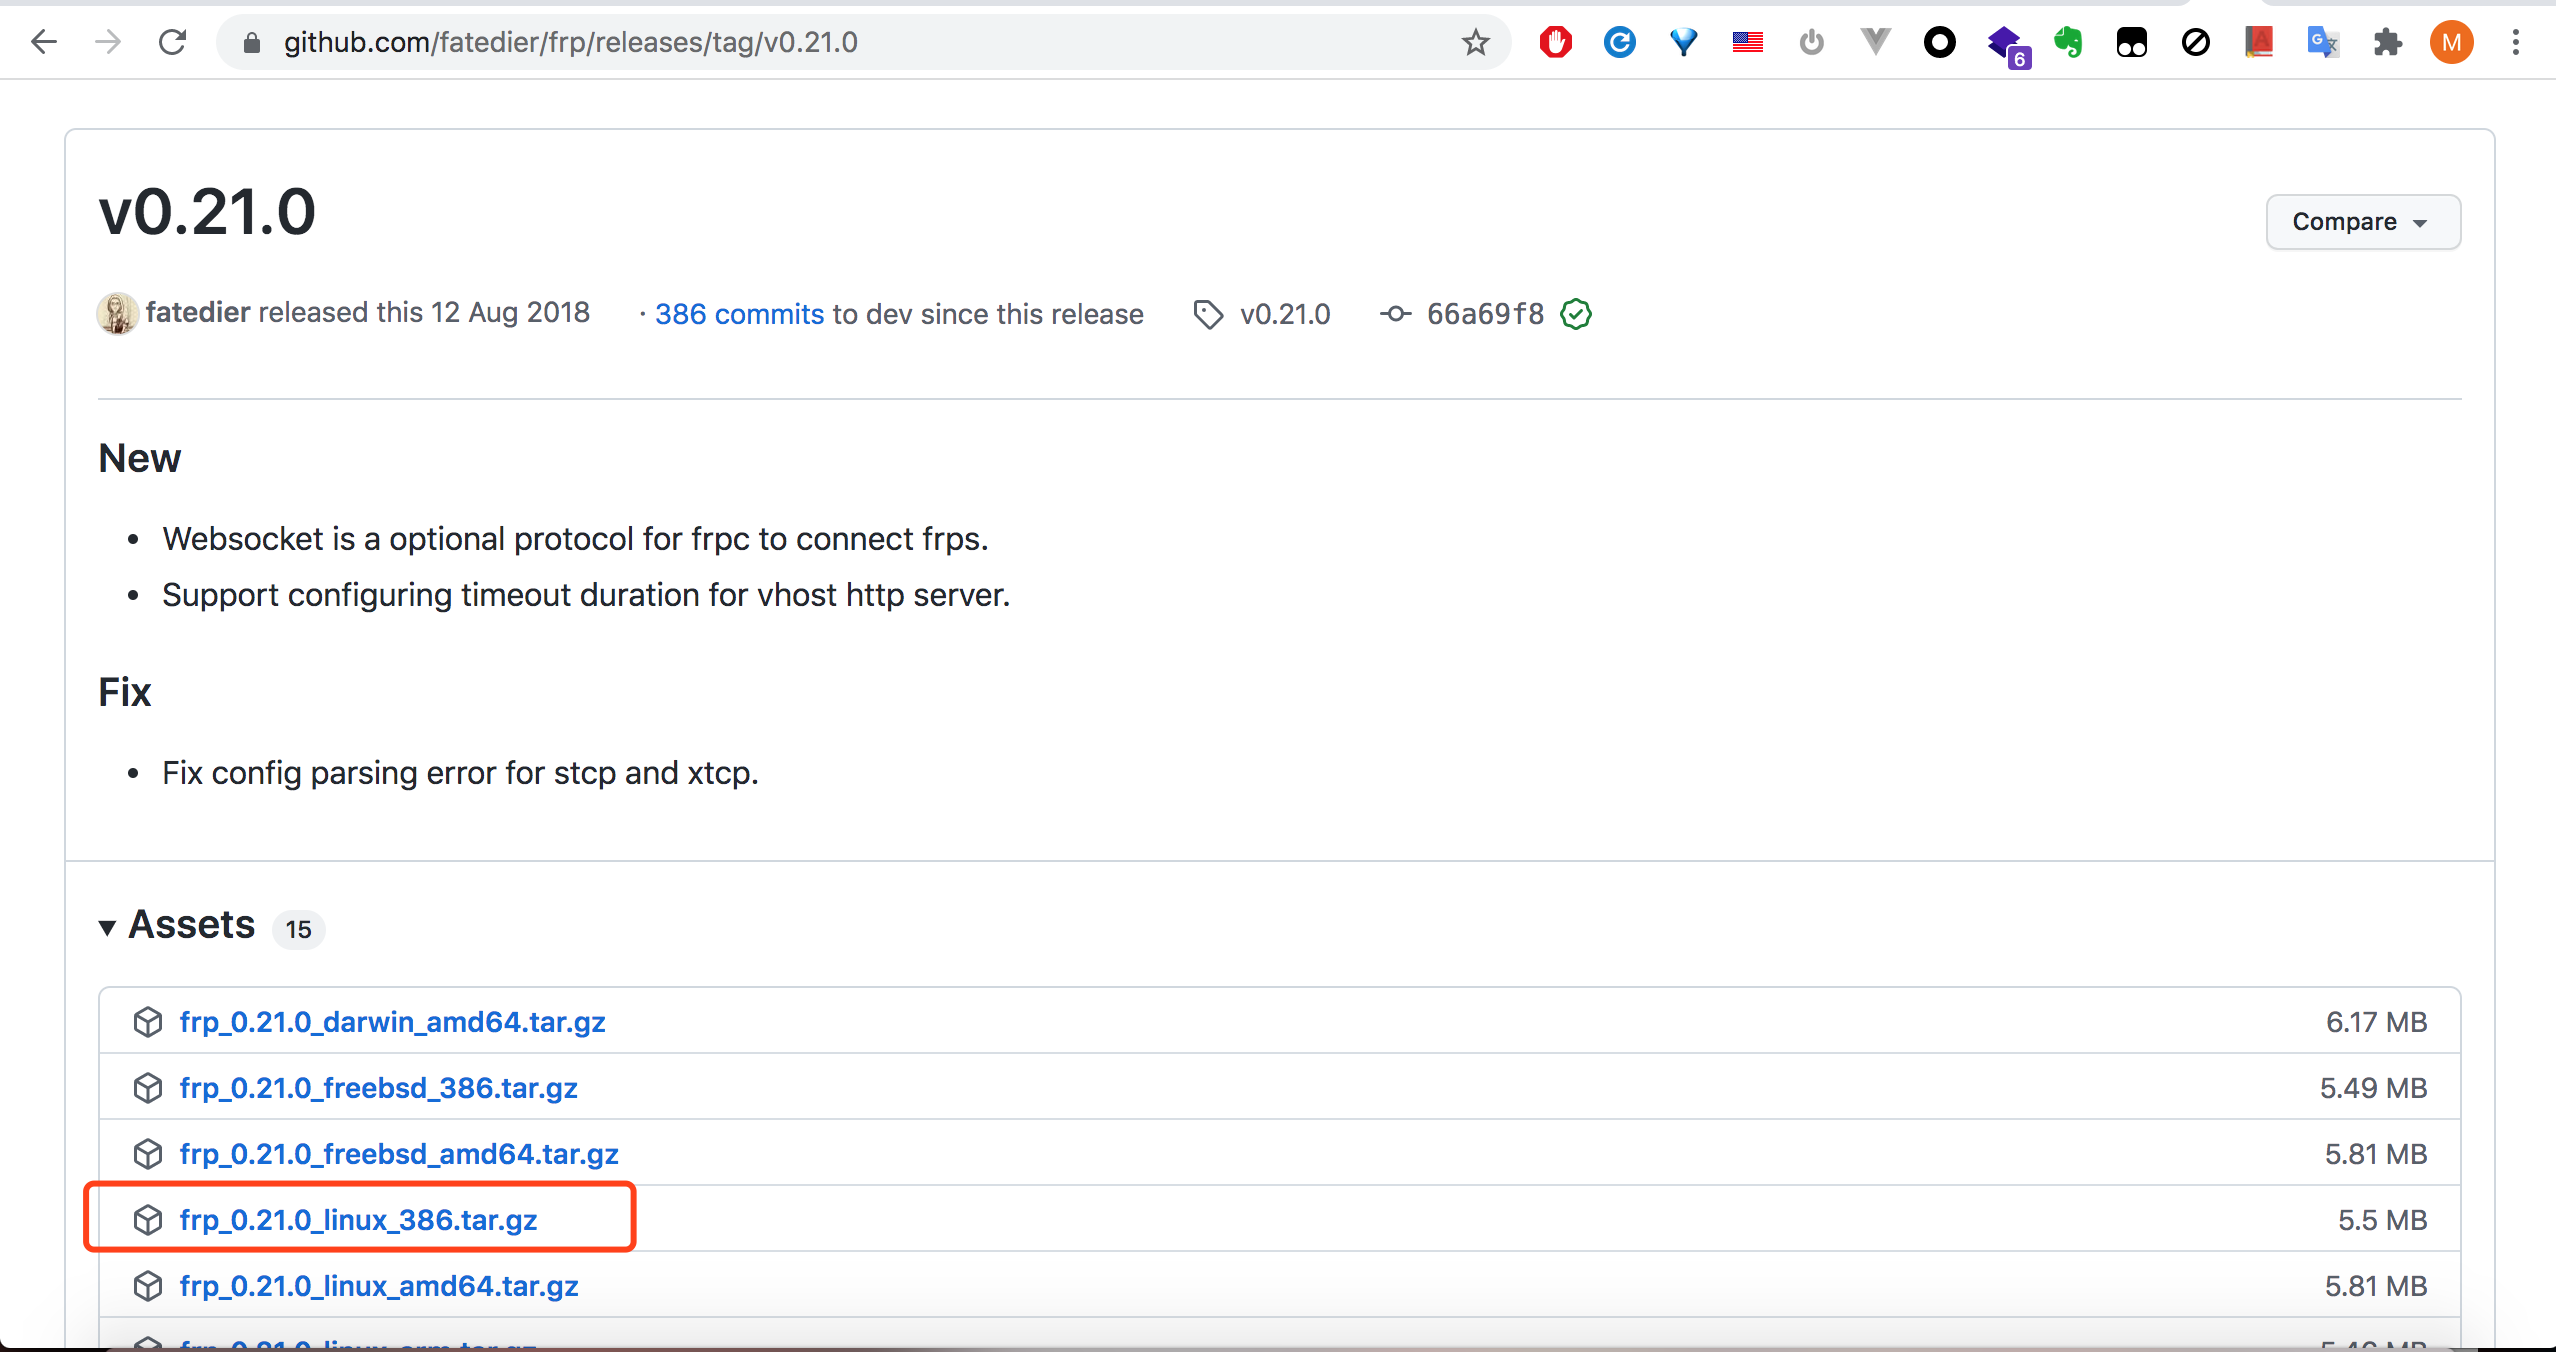 github.com/fatedier/frp/releases/tag/v0.21.0
6
M
v0.21.0
Compare
fatedier released this 12 Aug 2018 · 386 commits to dev since this release v0.21.0 66a69f8
New
• Websocket is a optional protocol for frpc to connect frps.
• Support configuring timeout duration for vhost http server.
Fix
• Fix config parsing error for stcp and xtcp.
Assets 15
frp_0.21.0_darwin_amd64.tar.gz 6.17 MB
frp_0.21.0_freebsd_386.tar.gz 5.49 MB
frp_0.21.0_freebsd_amd64.tar.gz 5.81 MB
frp_0.21.0_linux_386.tar.gz 5.5 MB
frp_0.21.0_linux_amd64.tar.gz 5.81 MB